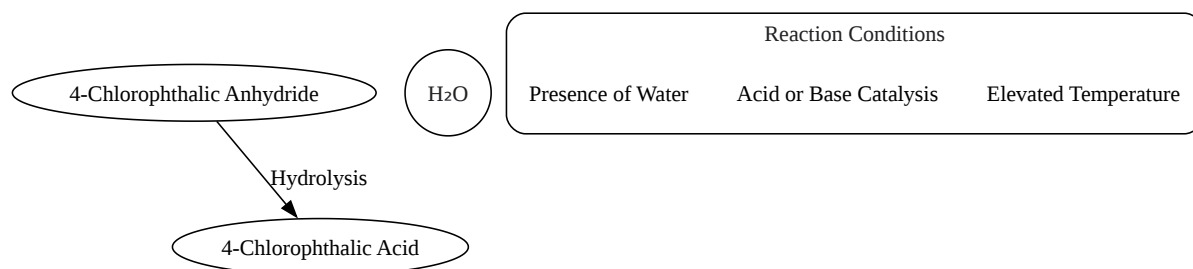 Reaction Conditions
4-Chlorophthalic Anhydride
H₂O
Presence of Water
Acid or Base Catalysis
Elevated Temperature
Hydrolysis
4-Chlorophthalic Acid